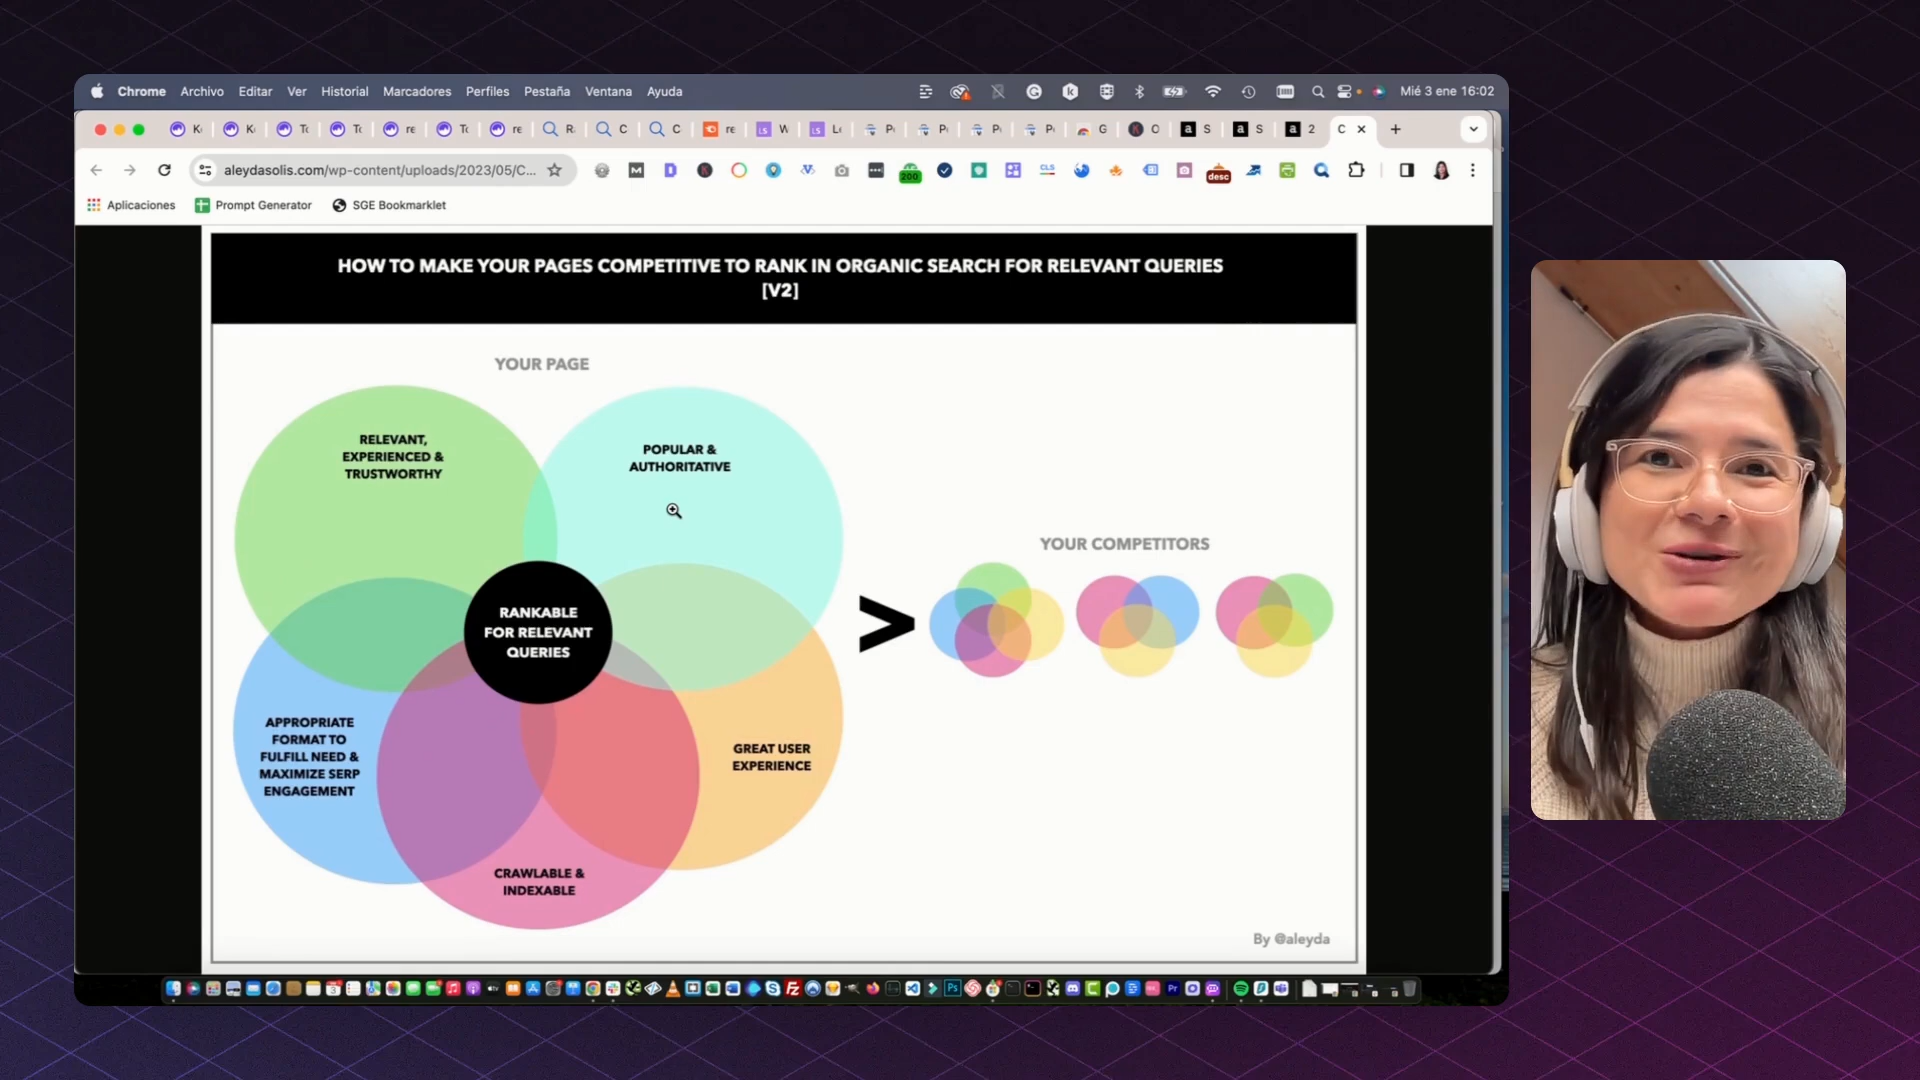 Chrome Archivo Editar Ver Historial Marcadores Perfiles Pestaña Ventana Ayuda
Mié 3 ene 16:02
aleydasolis.com/wp-content/uploads/2023/05/C...
200
CLS
desc
Aplicaciones Prompt Generator SGE Bookmarklet
HOW TO MAKE YOUR PAGES COMPETITIVE TO RANK IN ORGANIC SEARCH FOR RELEVANT QUERIES
[V2]
YOUR PAGE
RELEVANT,
EXPERIENCED &
TRUSTWORTHY
POPULAR &
AUTHORITATIVE
RANKABLE
FOR RELEVANT
QUERIES
APPROPRIATE
FORMAT TO
FULFILL NEED &
MAXIMIZE SERP
ENGAGEMENT
GREAT USER
EXPERIENCE
CRAWLABLE &
INDEXABLE
>
YOUR COMPETITORS
By @aleyda